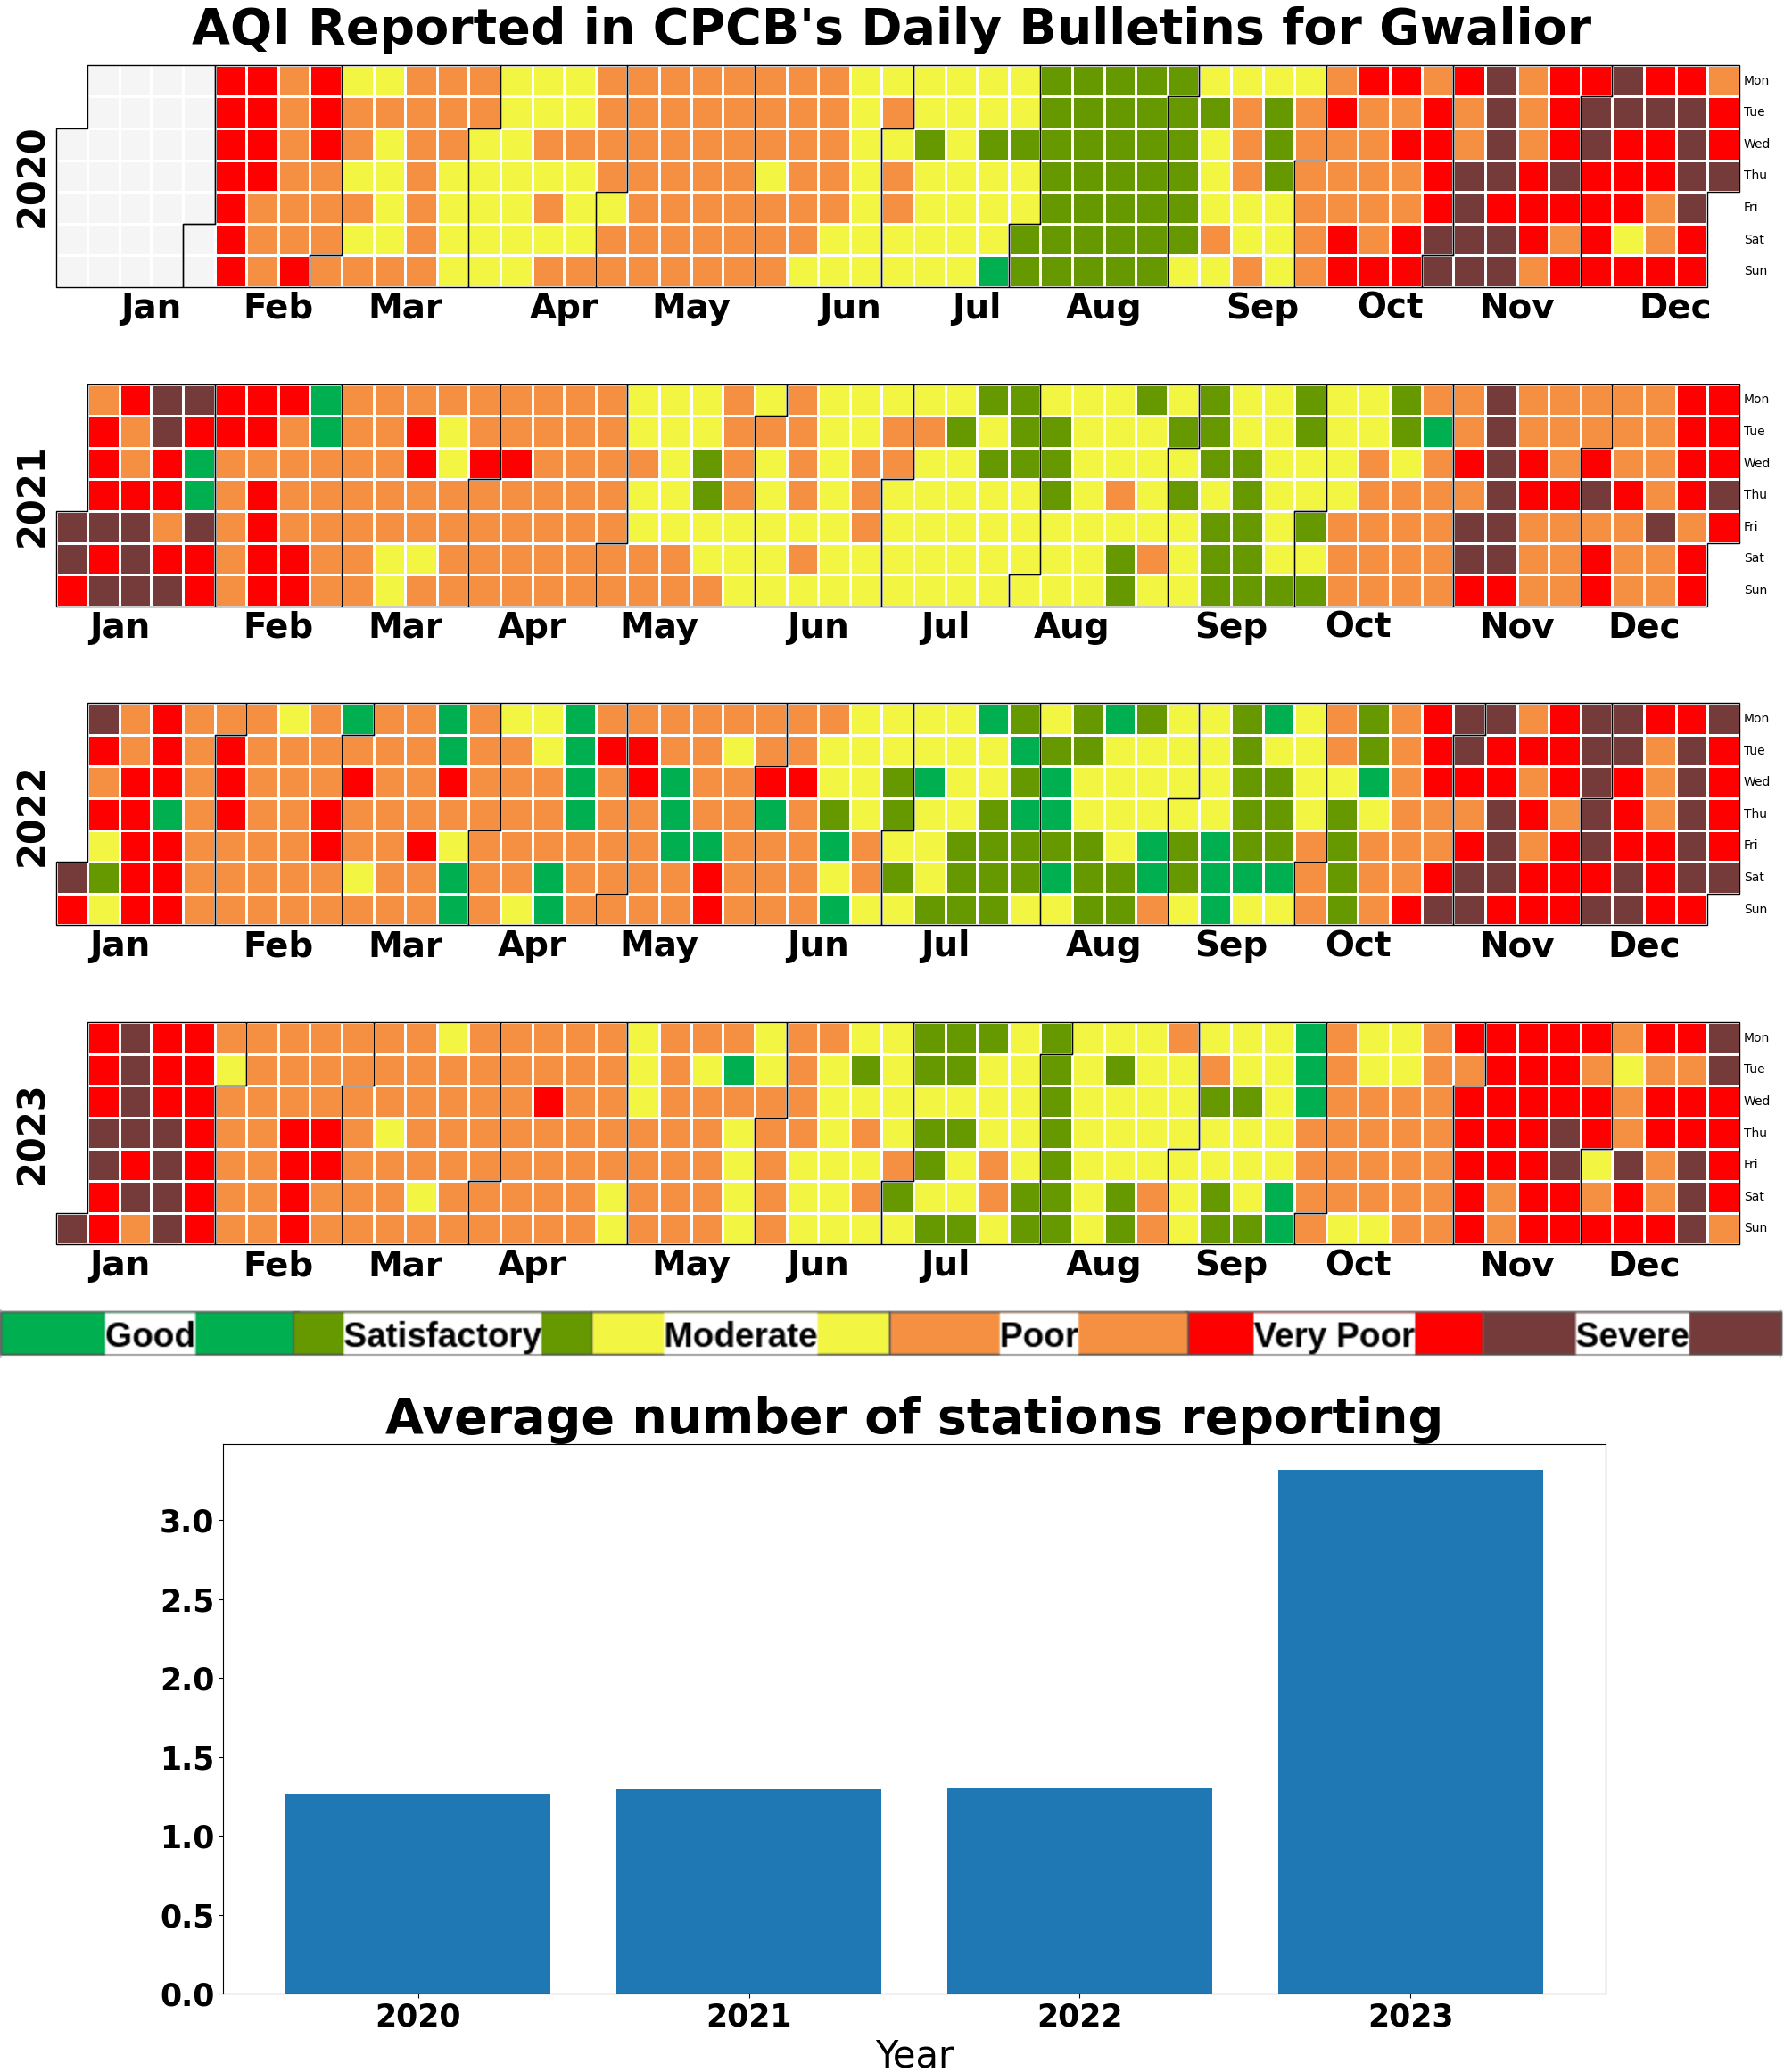 AQI Reported in CPCB's Daily Bulletins for Gwalior
2020
Mon
Tue
Wed
Thu
Fri
Sat
Sun
Jan Feb Mar Apr May Jun Jul Aug Sep Oct Nov Dec
2021
Mon
Tue
Wed
Thu
Fri
Sat
Sun
Jan Feb Mar Apr May Jun Jul Aug Sep Oct Nov Dec
2022
Mon
Tue
Wed
Thu
Fri
Sat
Sun
Jan Feb Mar Apr May Jun Jul Aug Sep Oct Nov Dec
2023
Mon
Tue
Wed
Thu
Fri
Sat
Sun
Jan Feb Mar Apr May Jun Jul Aug Sep Oct Nov Dec
Good Satisfactory Moderate Poor Very Poor Severe
Average number of stations reporting
3.0
2.5
2.0
1.5
1.0
0.5
0.0
2020 2021 2022 2023
Year